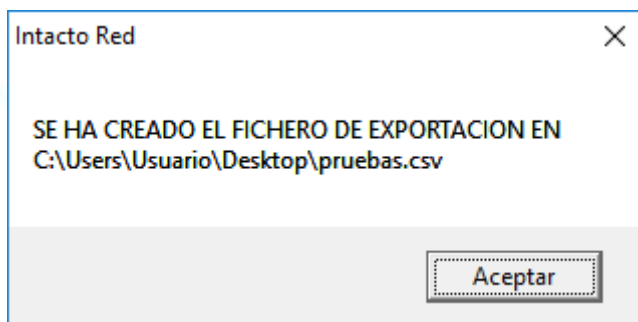 Intacto Red
SE HA CREADO EL FICHERO DE EXPORTACION EN
C:\Users\Usuario\Desktop\pruebas.csv
Aceptar